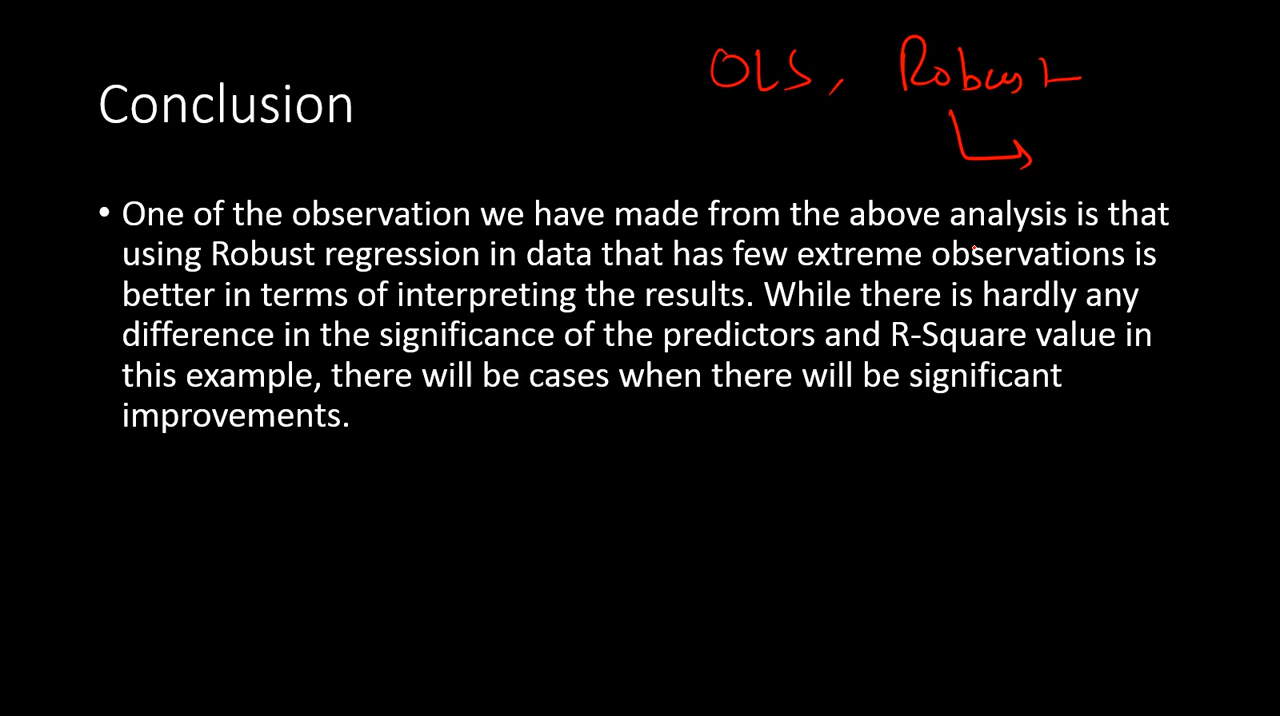 OLS, Robust
Conclusion
• One of the observation we have made from the above analysis is that
using Robust regression in data that has few extreme observations is
better in terms of interpreting the results. While there is hardly any
difference in the significance of the predictors and R-Square value in
this example, there will be cases when there will be significant
improvements.